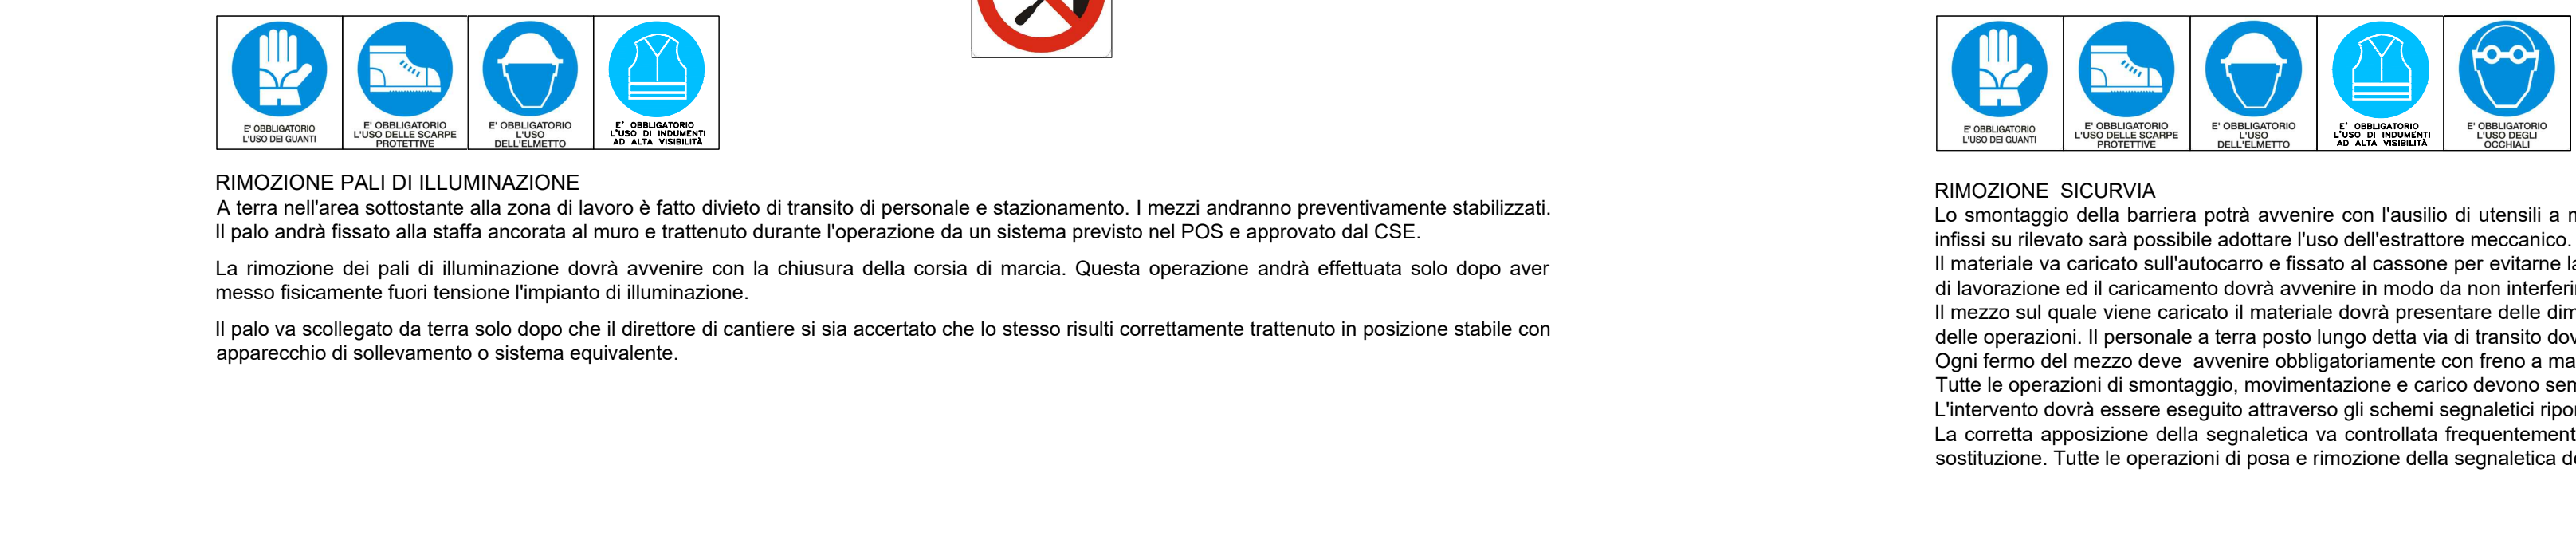 E' OBBLIGATORIO
L'USO DEI GUANTI
E' OBBLIGATORIO
L'USO DELLE SCARPE
PROTETTIVE
E' OBBLIGATORIO
L'USO
DELL'ELMETTO
E' OBBLIGATORIO
L'USO DI INDUMENTI
AD ALTA VISIBILITÀ
RIMOZIONE PALI DI ILLUMINAZIONE
A terra nell'area sottostante alla zona di lavoro è fatto divieto di transito di personale e stazionamento. I mezzi andranno preventivamente stabilizzati.
Il palo andrà fissato alla staffa ancorata al muro e trattenuto durante l'operazione da un sistema previsto nel POS e approvato dal CSE.
La rimozione dei pali di illuminazione dovrà avvenire con la chiusura della corsia di marcia. Questa operazione andrà effettuata solo dopo aver
messo fisicamente fuori tensione l'impianto di illuminazione.
Il palo va scollegato da terra solo dopo che il direttore di cantiere si sia accertato che lo stesso risulti correttamente trattenuto in posizione stabile con
apparecchio di sollevamento o sistema equivalente.
E' OBBLIGATORIO
L'USO DEI GUANTI
E' OBBLIGATORIO
L'USO DELLE SCARPE
PROTETTIVE
E' OBBLIGATORIO
L'USO
DELL'ELMETTO
E' OBBLIGATORIO
L'USO DI INDUMENTI
AD ALTA VISIBILITÀ
E' OBBLIGATORIO
L'USO DEGLI
OCCHIALI
RIMOZIONE  SICURVIA
Lo smontaggio della barriera potrà avvenire con l'ausilio di utensili a
infissi su rilevato sarà possibile adottare l'uso dell'estrattore meccanico.
Il materiale va caricato sull'autocarro e fissato al cassone per evitarne
di lavorazione ed il caricamento dovrà avvenire in modo da non
Il mezzo sul quale viene caricato il materiale dovrà presentare delle
delle operazioni. Il personale a terra posto lungo detta via di transito
Ogni fermo del mezzo deve  avvenire obbligatoriamente con freno a
Tutte le operazioni di smontaggio, movimentazione e carico devono
L'intervento dovrà essere eseguito attraverso gli schemi segnaletici
La corretta apposizione della segnaletica va controllata
sostituzione. Tutte le operazioni di posa e rimozione della segnaletica